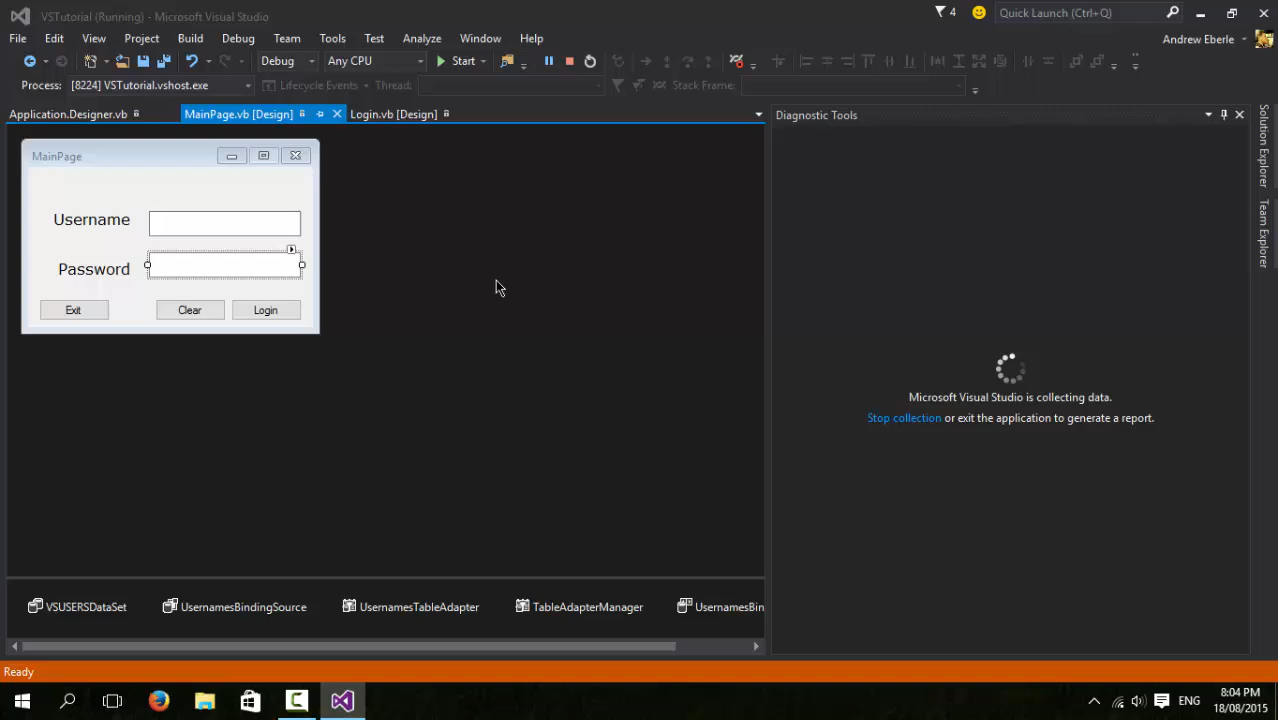 VSTutorial (Running) - Microsoft Visual Studio
4
Quick Launch (Ctrl+Q)
File Edit View Project Build Debug Team Tools Test Analyze Window Help
Andrew Eberle
Debug Any CPU Start
Process: [8224] VSTutorial.vshost.exe Lifecycle Events Thread: Stack Frame:
Application.Designer.vb MainPage.vb [Design] Login.vb [Design]
Diagnostic Tools
Solution Explorer
Team Explorer
MainPage
Username
Password
Exit Clear Login
Microsoft Visual Studio is collecting data.
Stop collection or exit the application to generate a report.
VSUSERSDataSet UsernamesBindingSource UsernamesTableAdapter TableAdapterManager UsernamesBin
Ready
ENG
8:04 PM
18/08/2015